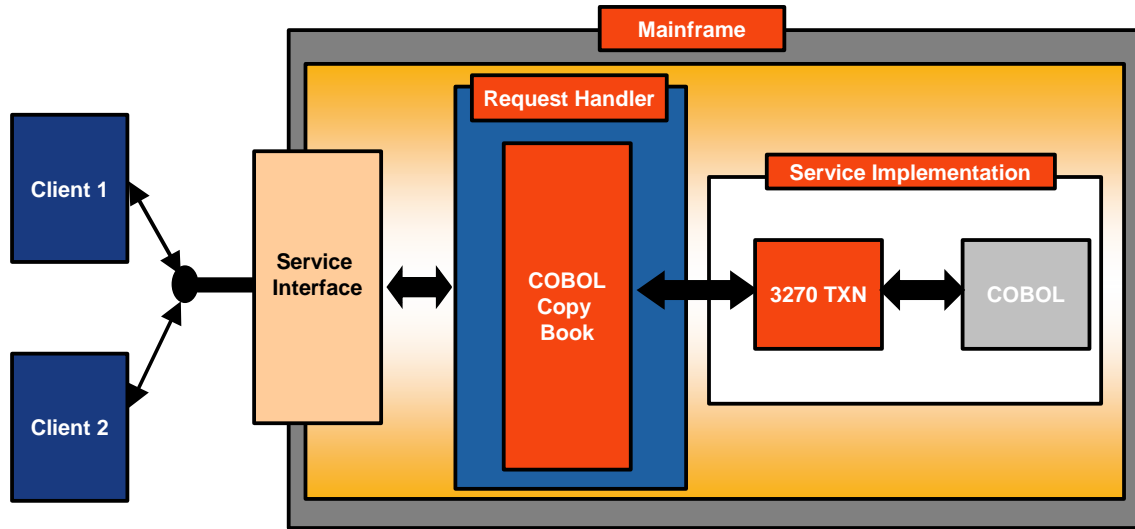 Mainframe
Request Handler
Client 1
Service Implementation
Service
Interface
COBOL
Copy
Book
3270 TXN
COBOL
Client 2